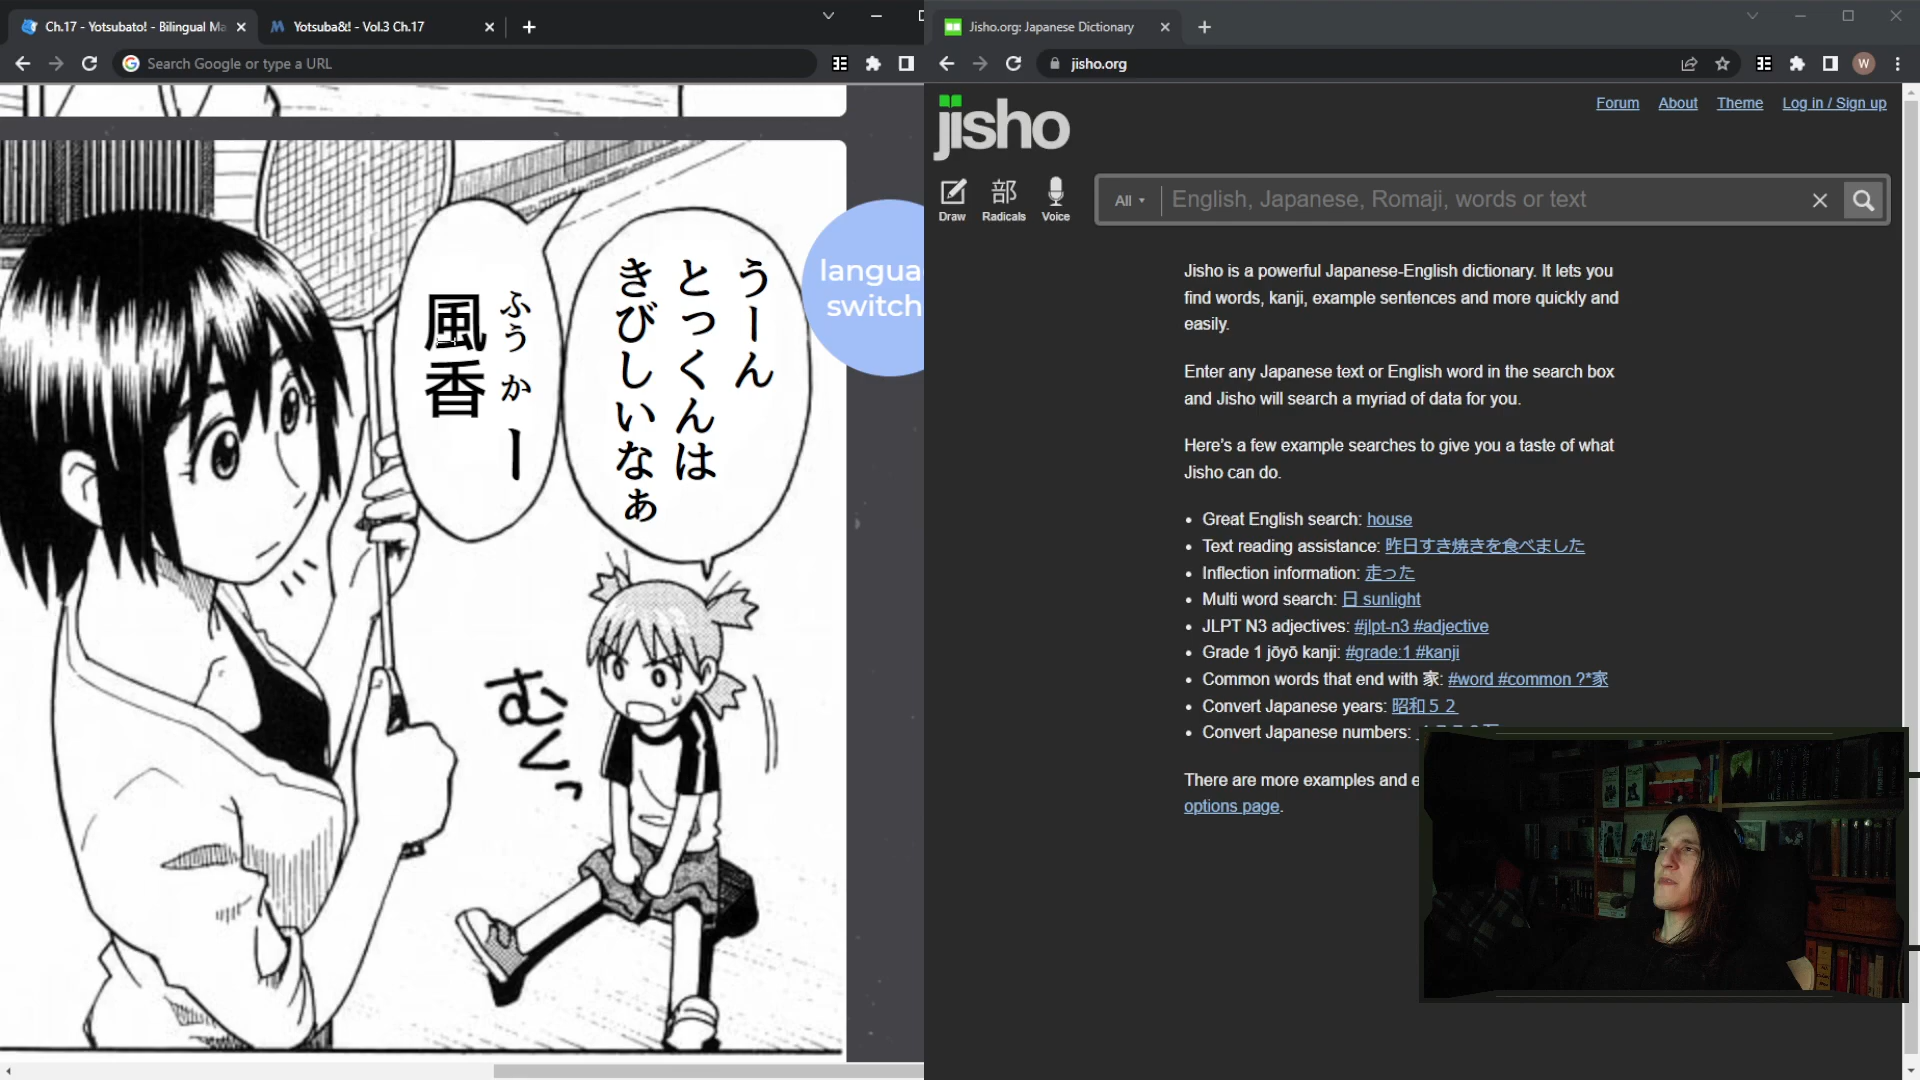 Ch.17 - Yotsubato! - Bilingual Ma
Yotsuba&! - Vol.3 Ch.17
Search Google or type a URL
うーん
とっくんは
きびしいなぁ
風香
ふうかー
むくっ
langua
switch
Jisho.org: Japanese Dictionary
jisho.org
W
Forum
About
Theme
Log in / Sign up
jisho
Draw
部
Radicals
Voice
All
English, Japanese, Romaji, words or text
Jisho is a powerful Japanese-English dictionary. It lets you
find words, kanji, example sentences and more quickly and
easily.
Enter any Japanese text or English word in the search box
and Jisho will search a myriad of data for you.
Here's a few example searches to give you a taste of what
Jisho can do.
Great English search: house
Text reading assistance: 昨日すき焼きを食べました
Inflection information: 走った
Multi word search: 日 sunlight
JLPT N3 adjectives: #jlpt-n3 #adjective
Grade 1 jōyō kanji: #grade:1 #kanji
Common words that end with 家: #word #common ?*家
Convert Japanese years: 昭和５２
Convert Japanese numbers:
There are more examples and e
options page.